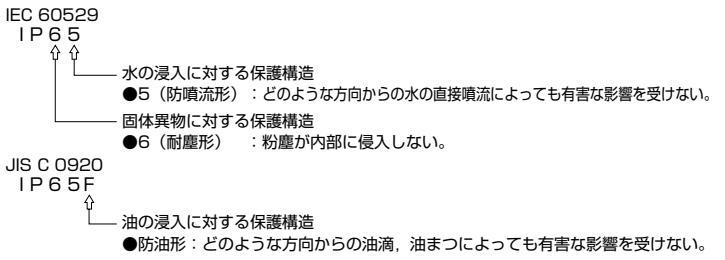 IEC 60529
IP65
水の浸入に対する保護構造
●5（防噴流形）：どのような方向からの水の直接噴流によっても有害な影響を受けない。
固体異物に対する保護構造
●6（耐塵形）　：粉塵が内部に侵入しない。
JIS C 0920
IP65F
油の浸入に対する保護構造
●防油形：どのような方向からの油滴，油まつによっても有害な影響を受けない。